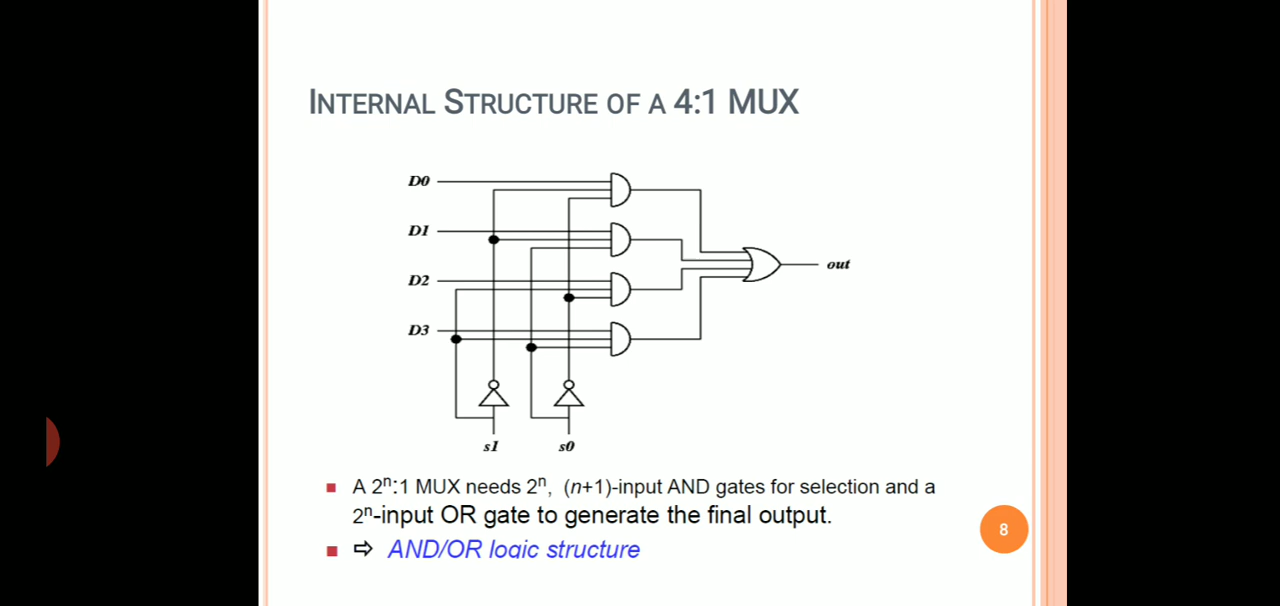 INTERNAL STRUCTURE OF A 4:1 MUX
D0
D1
out
D2
D3
s1 s0
A 2ⁿ:1 MUX needs 2ⁿ, (n+1)-input AND gates for selection and a
2ⁿ-input OR gate to generate the final output.
8
⇨ AND/OR logic structure